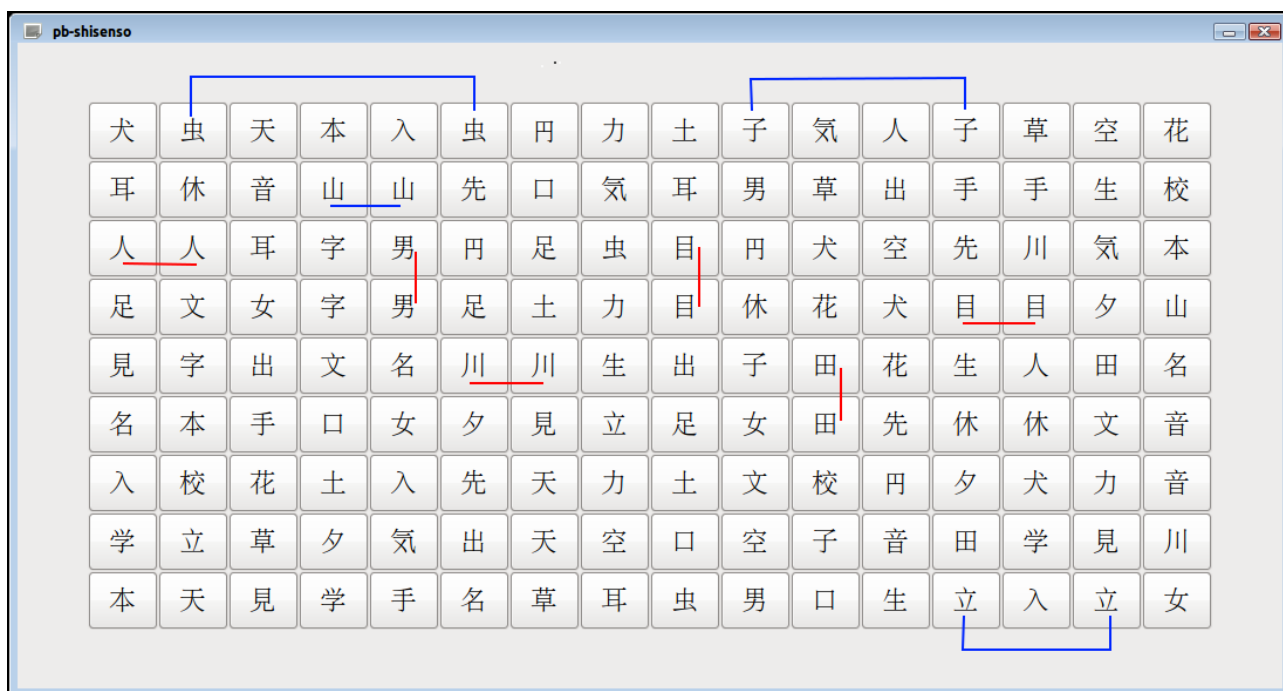 pb-shisenso
犬 虫 天 本 入 虫 円 力 土 子 気 人 子 草 空 花
耳 休 音 山 山 先 口 気 耳 男 草 出 手 手 生 校
人 人 耳 字 男 円 足 虫 目 円 犬 空 先 川 気 本
足 文 女 字 男 足 土 力 目 休 花 犬 目 目 夕 山
見 字 出 文 名 川 川 生 出 子 田 花 生 人 田 名
名 本 手 口 女 夕 見 立 足 女 田 先 休 休 文 音
入 校 花 土 入 先 天 力 土 文 校 円 夕 犬 力 音
学 立 草 夕 気 出 天 空 口 空 子 音 田 学 見 川
本 天 見 学 手 名 草 耳 虫 男 口 生 立 入 立 女